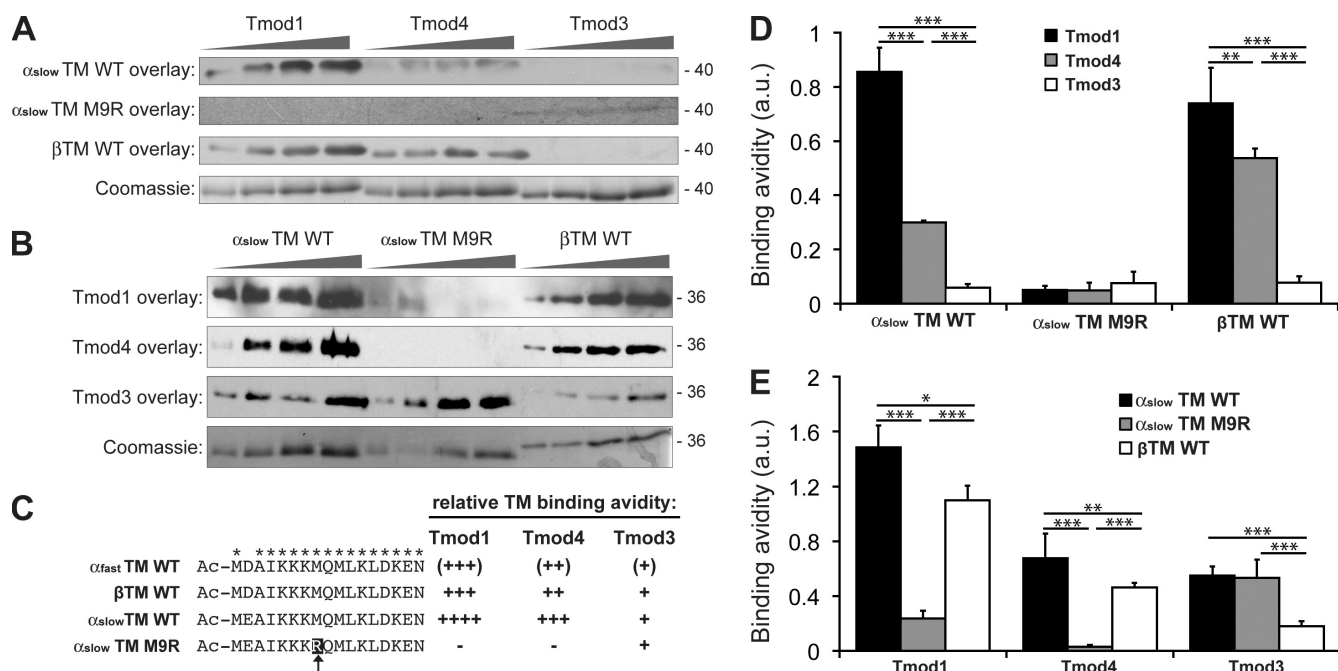 A
Tmod1 Tmod4 Tmod3
αslow TM WT overlay: - 40
αslow TM M9R overlay: - 40
βTM WT overlay: - 40
Coomassie: - 40
B
αslow TM WT αslow TM M9R βTM WT
Tmod1 overlay: - 36
Tmod4 overlay: - 36
Tmod3 overlay: - 36
Coomassie: - 36
C
relative TM binding avidity:
Tmod1 Tmod4 Tmod3
* ******************
αfast TM WT Ac-MDAIKKKMQMLKLDKEN (+++) (++) (+)
βTM WT Ac-MDAIKKKMQMLKLDKEN +++ ++ +
αslow TM WT Ac-MEAIKKKMQMLKLDKEN ++++ +++ +
αslow TM M9R Ac-MEAIKKKRQMLKLDKEN - - +
D
Binding avidity (a.u.)
1
0.8
0.6
0.4
0.2
0
Tmod1
Tmod4
Tmod3
***
*** ***
***
** ***
αslow TM WT αslow TM M9R βTM WT
E
Binding avidity (a.u.)
2
1.6
1.2
0.8
0.4
0
αslow TM WT
αslow TM M9R
βTM WT
*
*** ***
**
*** ***
***
***
Tmod1 Tmod4 Tmod3